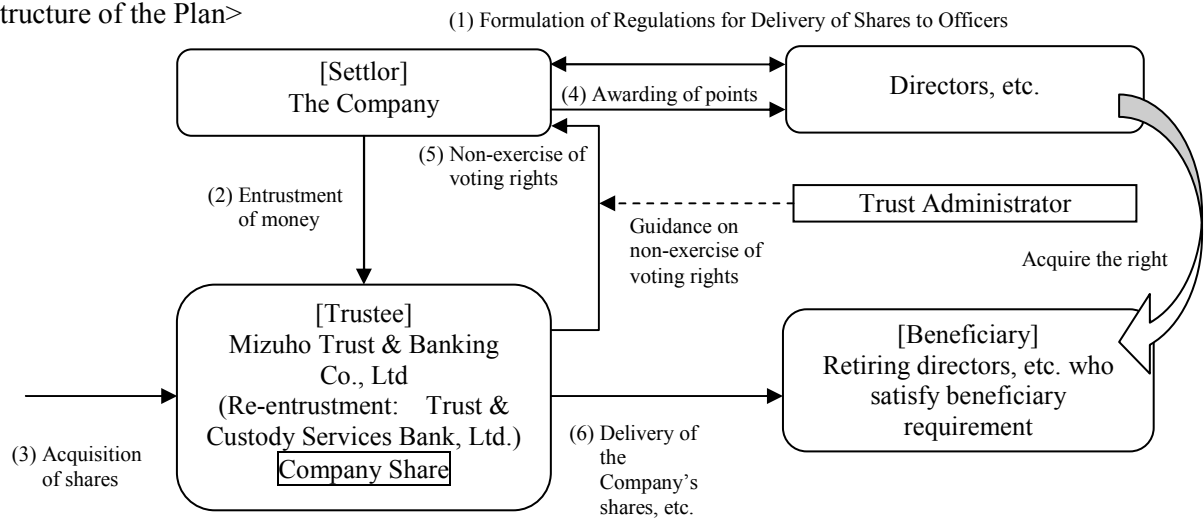 tructure of the Plan>
(1) Formulation of Regulations for Delivery of Shares to Officers
[Settlor]
The Company
(4) Awarding of points
Directors, etc.
(5) Non-exercise of
voting rights
(2) Entrustment
of money
Trust Administrator
Guidance on
non-exercise of
voting rights
Acquire the right
[Trustee]
Mizuho Trust & Banking
Co., Ltd
(Re-entrustment: Trust &
Custody Services Bank, Ltd.)
Company Share
[Beneficiary]
Retiring directors, etc. who
satisfy beneficiary
requirement
(3) Acquisition
of shares
(6) Delivery of
the
Company’s
shares, etc.